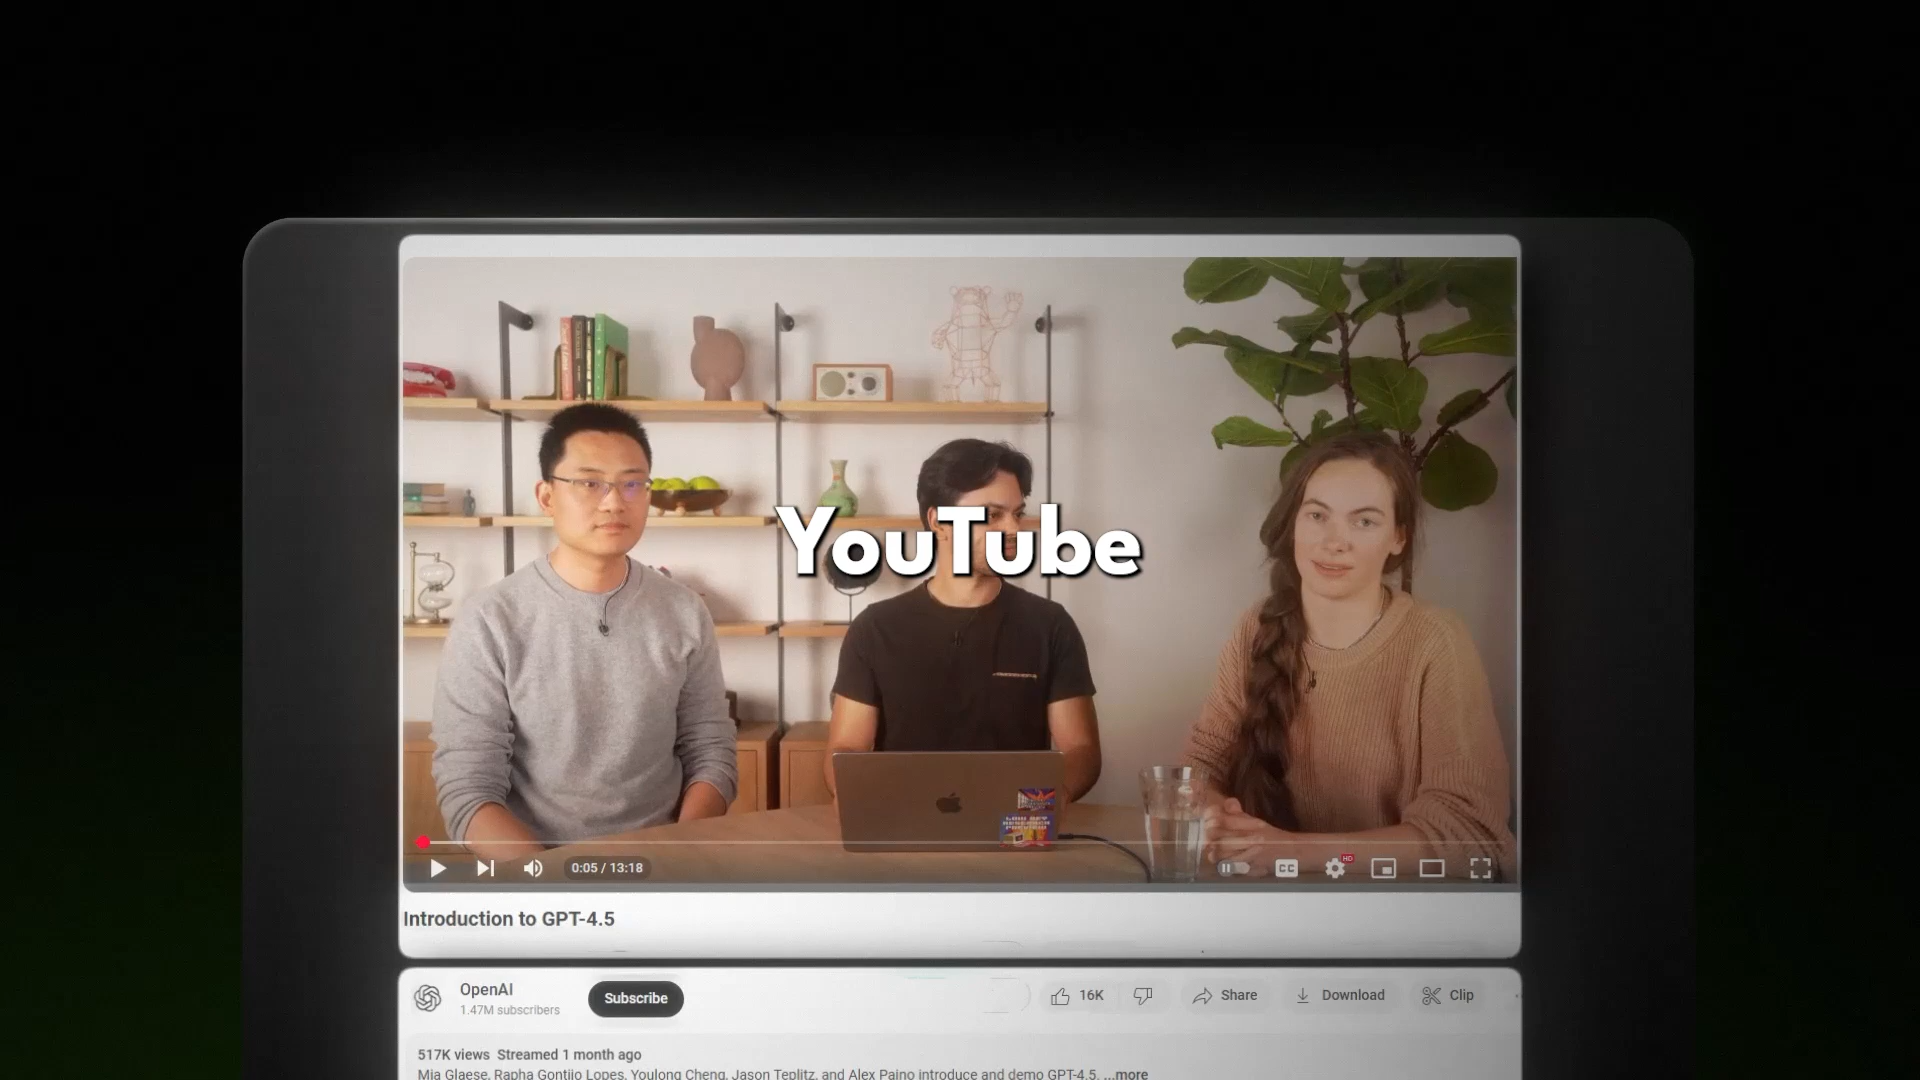 YouTube
0:05 / 13:18
CC
HD
Introduction to GPT-4.5
OpenAI
1.47M subscribers
Subscribe
16K
Share
Download
Clip
517K views Streamed 1 month ago
Mia Glaese, Rapha Gontijo Lopes, Youlong Cheng, Jason Teplitz, and Alex Paino introduce and demo GPT-4.5. ...more